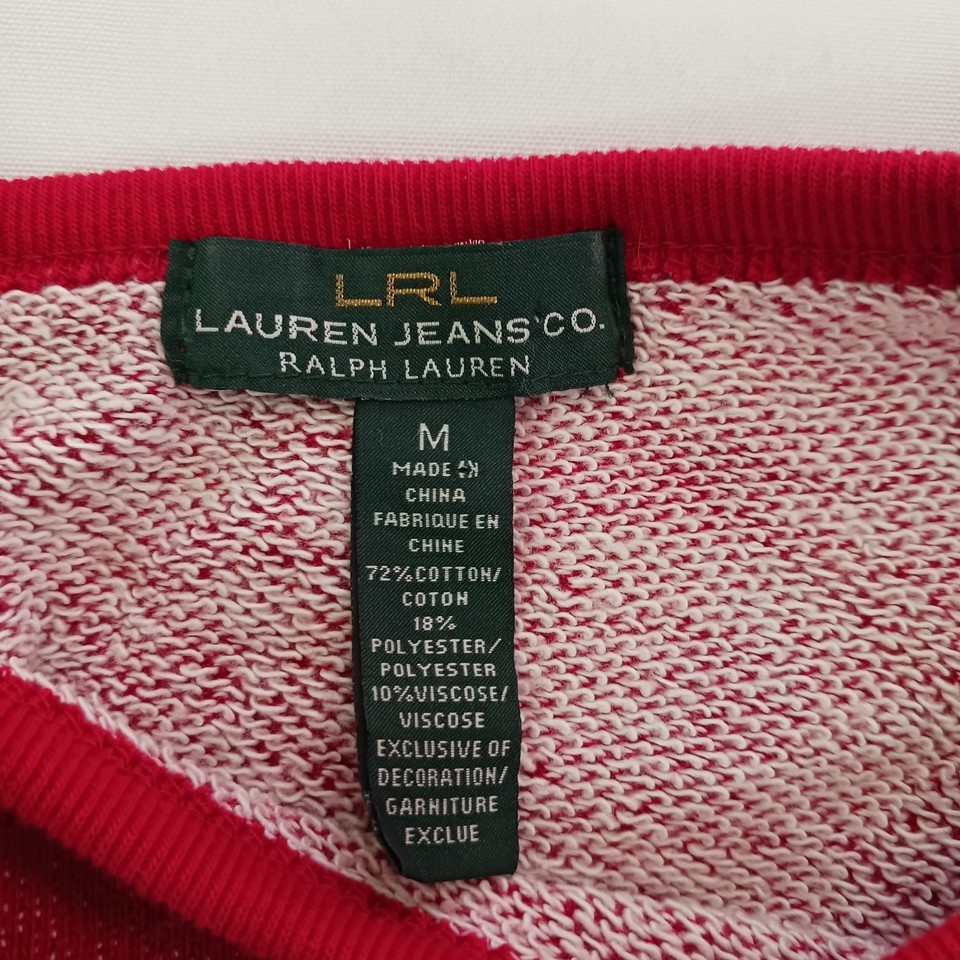 LRL
LAUREN JEANS CO.
RALPH LAUREN
M
MADE IN
CHINA
FABRIQUE EN
CHINE
72% COTTON/
COTON
18%
POLYESTER/
POLYESTER
10% VISCOSE/
VISCOSE
EXCLUSIVE OF
DECORATION/
GARNITURE
EXCLUE